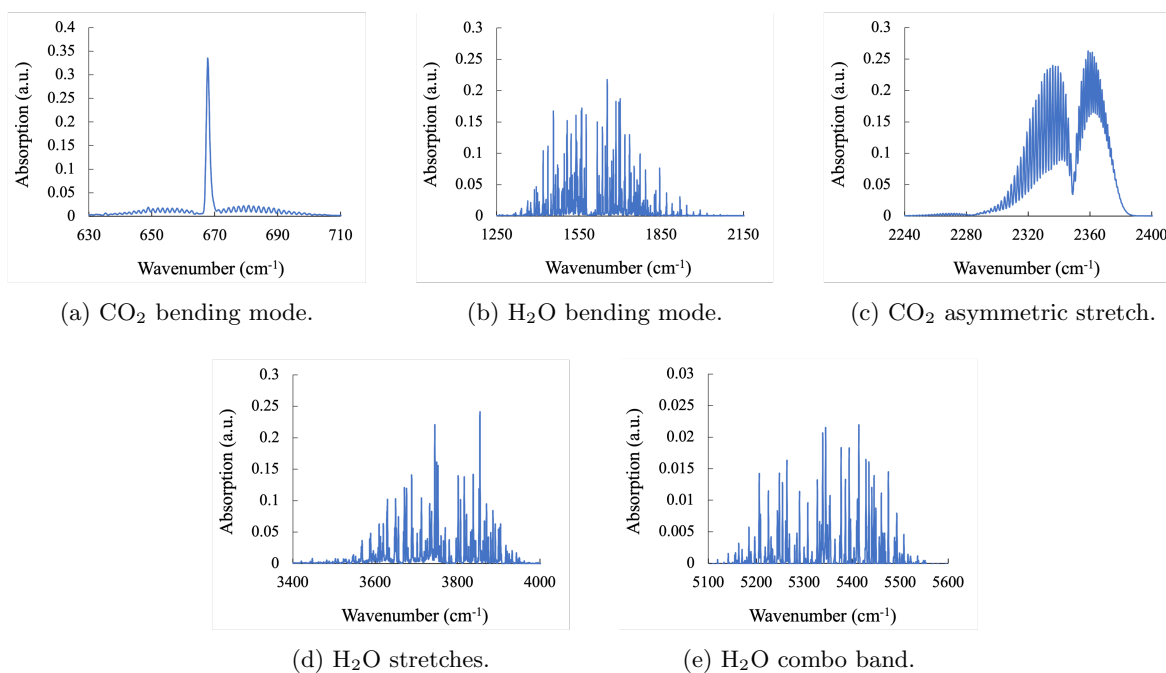 0.4
0.35
0.3
0.25
0.2
0.15
0.1
0.05
0
Absorption (a.u.)
630 650 670 690 710
Wavenumber (cm⁻¹)
(a) CO₂ bending mode.
0.3
0.25
0.2
0.15
0.1
0.05
0
Absorption (a.u.)
1250 1550 1850 2150
Wavenumber (cm⁻¹)
(b) H₂O bending mode.
0.3
0.25
0.2
0.15
0.1
0.05
0
Absorption (a.u.)
2240 2280 2320 2360 2400
Wavenumber (cm⁻¹)
(c) CO₂ asymmetric stretch.
0.3
0.25
0.2
0.15
0.1
0.05
0
Absorption (a.u.)
3400 3600 3800 4000
Wavenumber (cm⁻¹)
(d) H₂O stretches.
0.03
0.025
0.02
0.015
0.01
0.005
0
Absorption (a.u.)
5100 5200 5300 5400 5500 5600
Wavenumber (cm⁻¹)
(e) H₂O combo band.